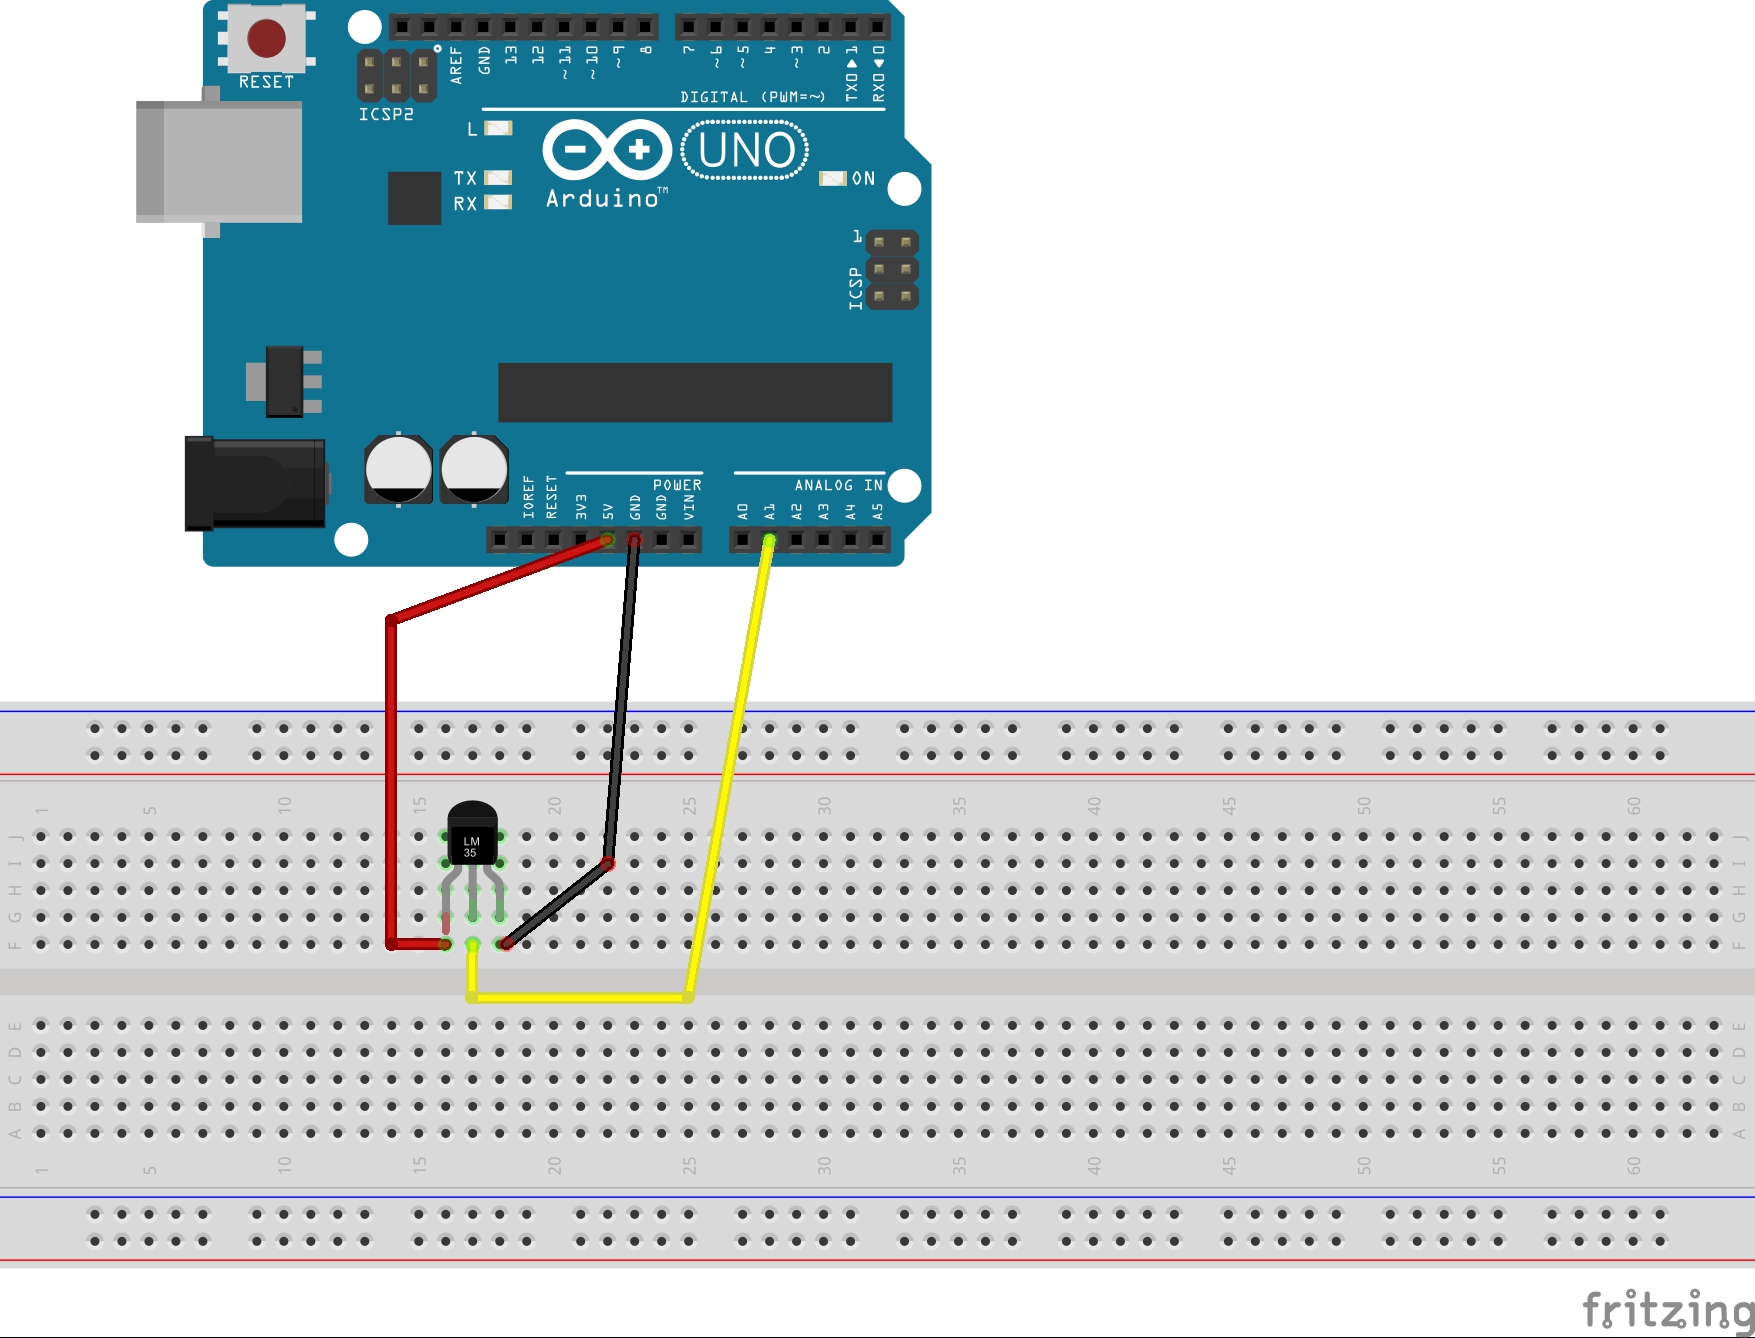 RESET
ICSP2
AREF
GND
13
12
~11
~10
~9
8
7
~6
~5
4
~3
2
TX0▶1
RX0◀0
DIGITAL (PWM=~)
L
TX
RX
Arduino™
UNO
ON
1
ICSP
POWER
ANALOG IN
IOREF
RESET
3V3
5V
GND
GND
VIN
A0
A1
A2
A3
A4
A5
1 5 10 15 20 25 30 35 40 45 50 55 60
LM
35
J J
I I
H H
G G
F F
E E
D D
C C
B B
A A
1 5 10 15 20 25 30 35 40 45 50 55 60
fritzing